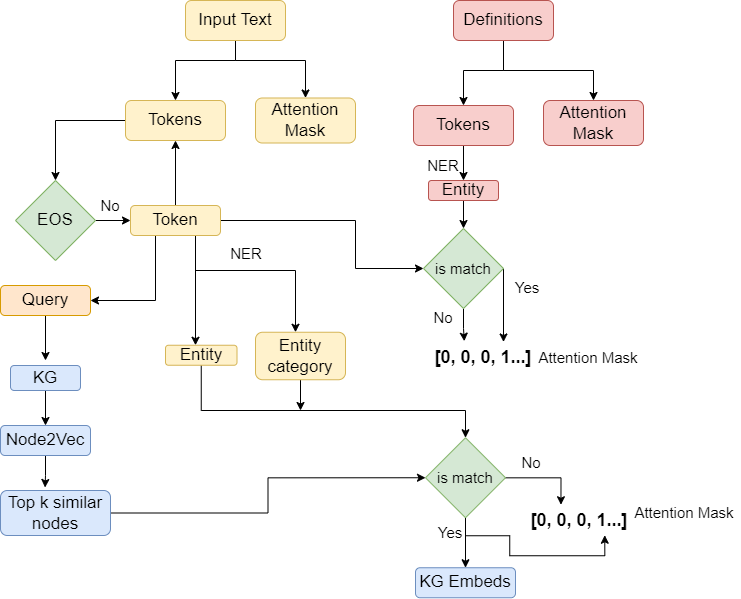 Input Text
Definitions
Tokens
Attention
Mask
Tokens
Attention
Mask
NER
Entity
EOS
No
Token
NER
is match
Yes
No
Query
Entity
Entity
category
[0, 0, 0, 1...] Attention Mask
KG
Node2Vec
Top k similar
nodes
is match
No
[0, 0, 0, 1...] Attention Mask
Yes
KG Embeds